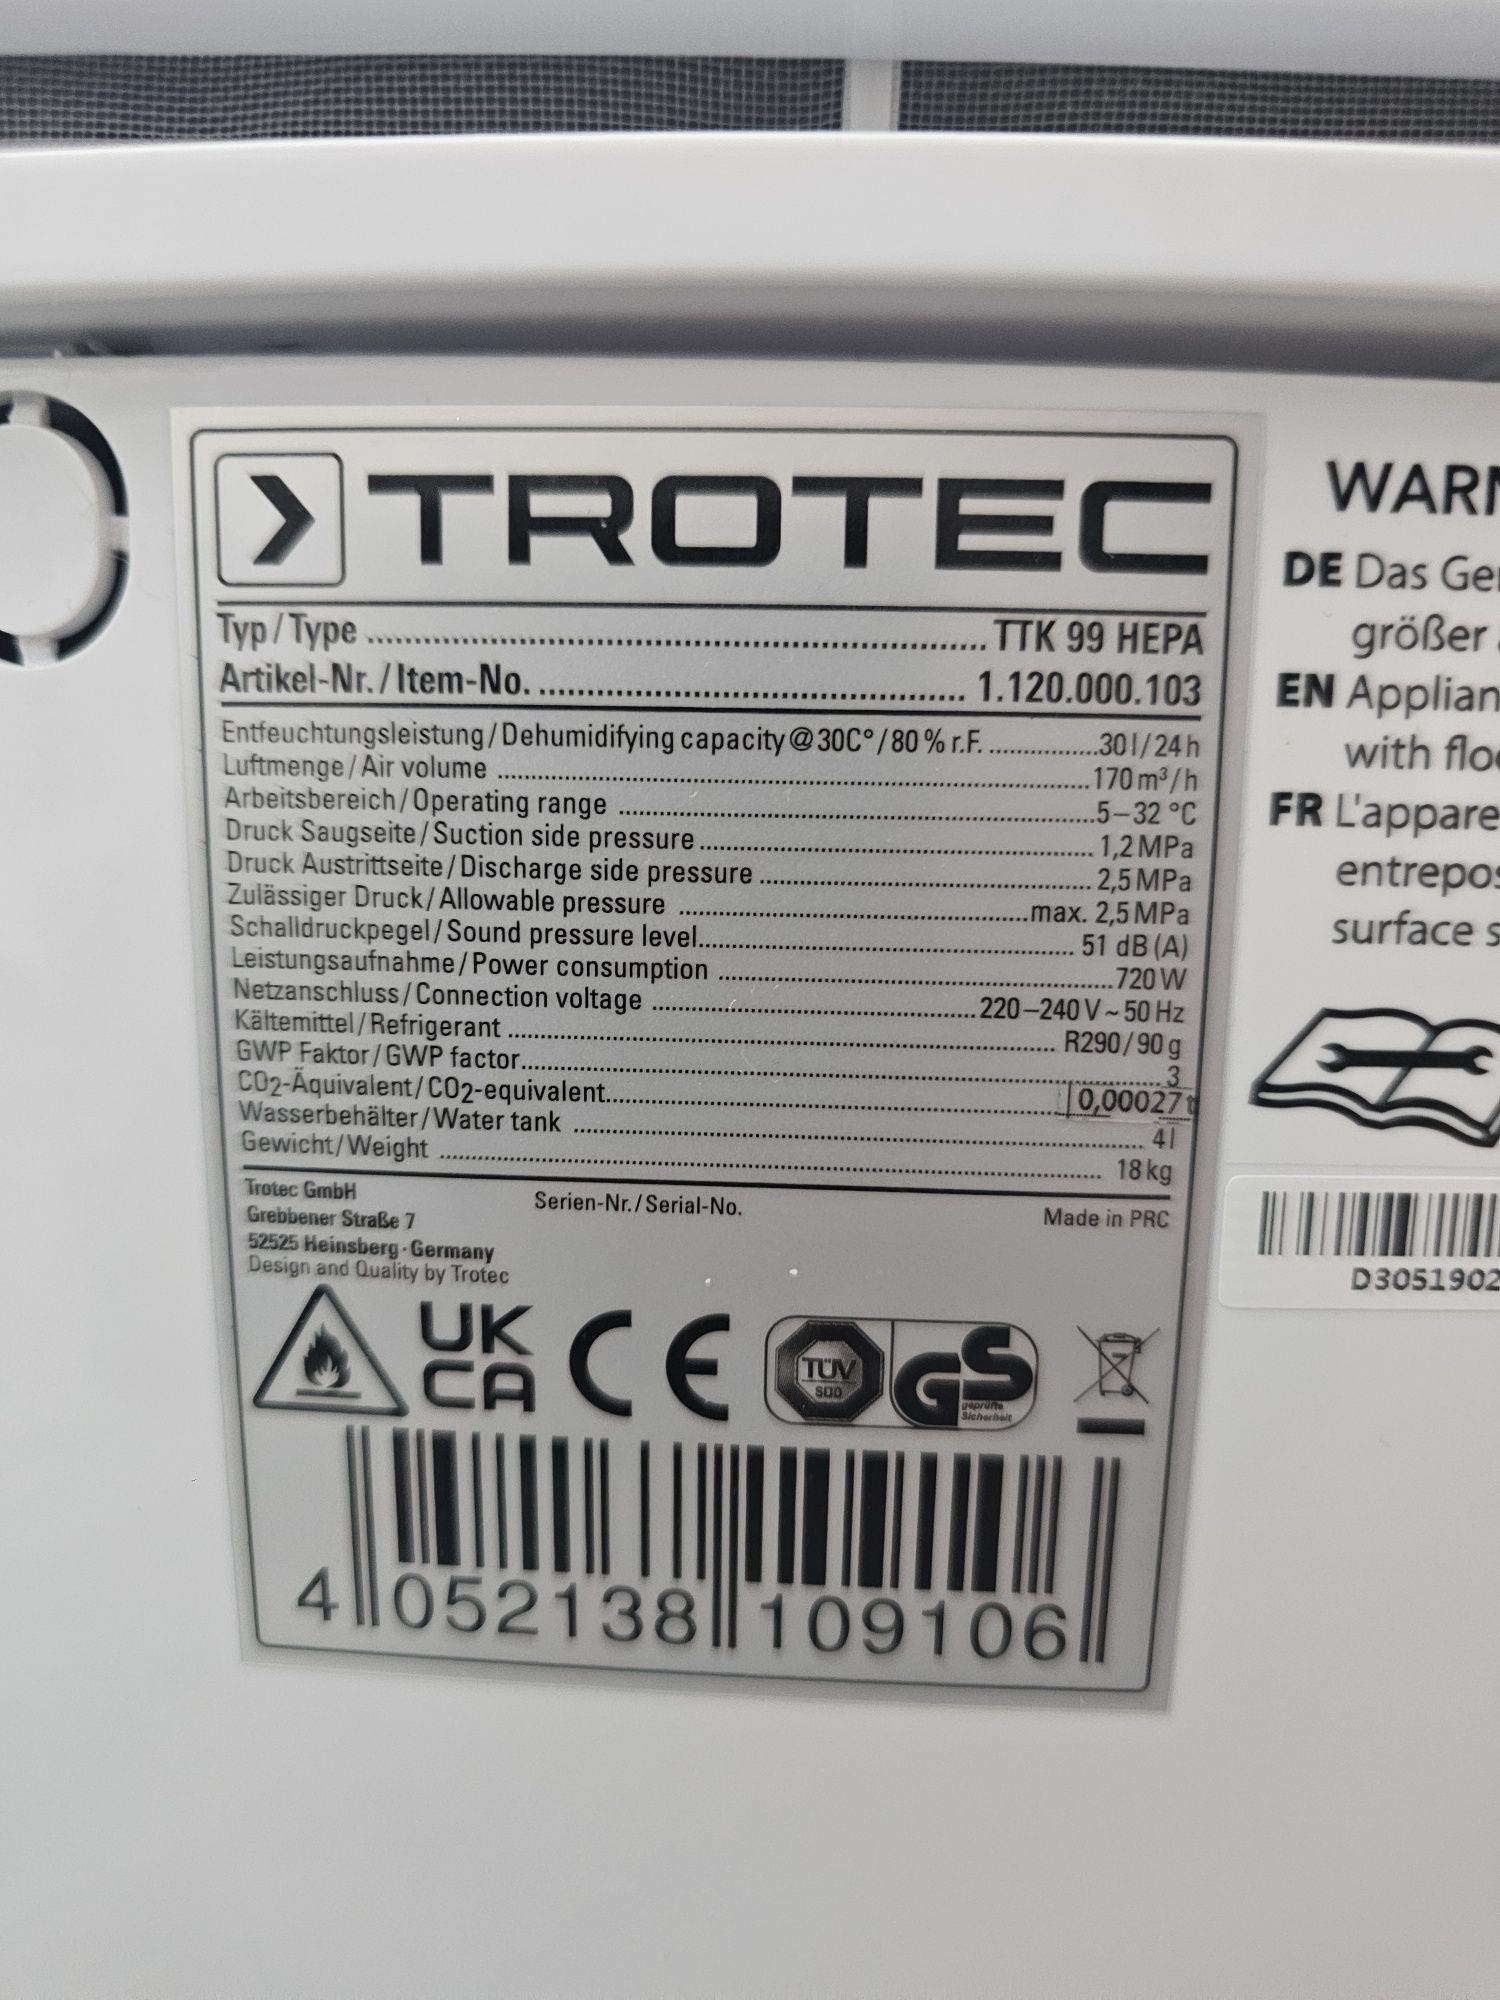 TROTEC
Typ / Type ........ TTK 99 HEPA
Artikel-Nr. / Item-No. ........ 1.120.000.103
Entfeuchtungsleistung / Dehumidifying capacity @ 30C° / 80 % r.F. ........ 30 l / 24 h
Luftmenge / Air volume ........ 170 m³ / h
Arbeitsbereich / Operating range ........ 5–32 °C
Druck Saugseite / Suction side pressure ........ 1,2 MPa
Druck Austrittseite / Discharge side pressure ........ 2,5 MPa
Zulässiger Druck / Allowable pressure ........ max. 2,5 MPa
Schalldruckpegel / Sound pressure level ........ 51 dB (A)
Leistungsaufnahme / Power consumption ........ 720 W
Netzanschluss / Connection voltage ........ 220–240 V ~ 50 Hz
Kältemittel / Refrigerant ........ R290 / 90 g
GWP Faktor / GWP factor ........ 3
CO2-Äquivalent / CO2-equivalent ........ 0,00027 t
Wasserbehälter / Water tank ........ 4 l
Gewicht / Weight ........ 18 kg
Trotec GmbH
Grebbener Straße 7
52525 Heinsberg · Germany
Design and Quality by Trotec
Serien-Nr. / Serial-No.
Made in PRC
UK
CA
CE
TÜV
SÜD
GS
geprüfte
Sicherheit
4 052138 109106
WARN
DE Das Ger
größer
EN Applian
with floo
FR L'appare
entrepos
surface s
D3051902